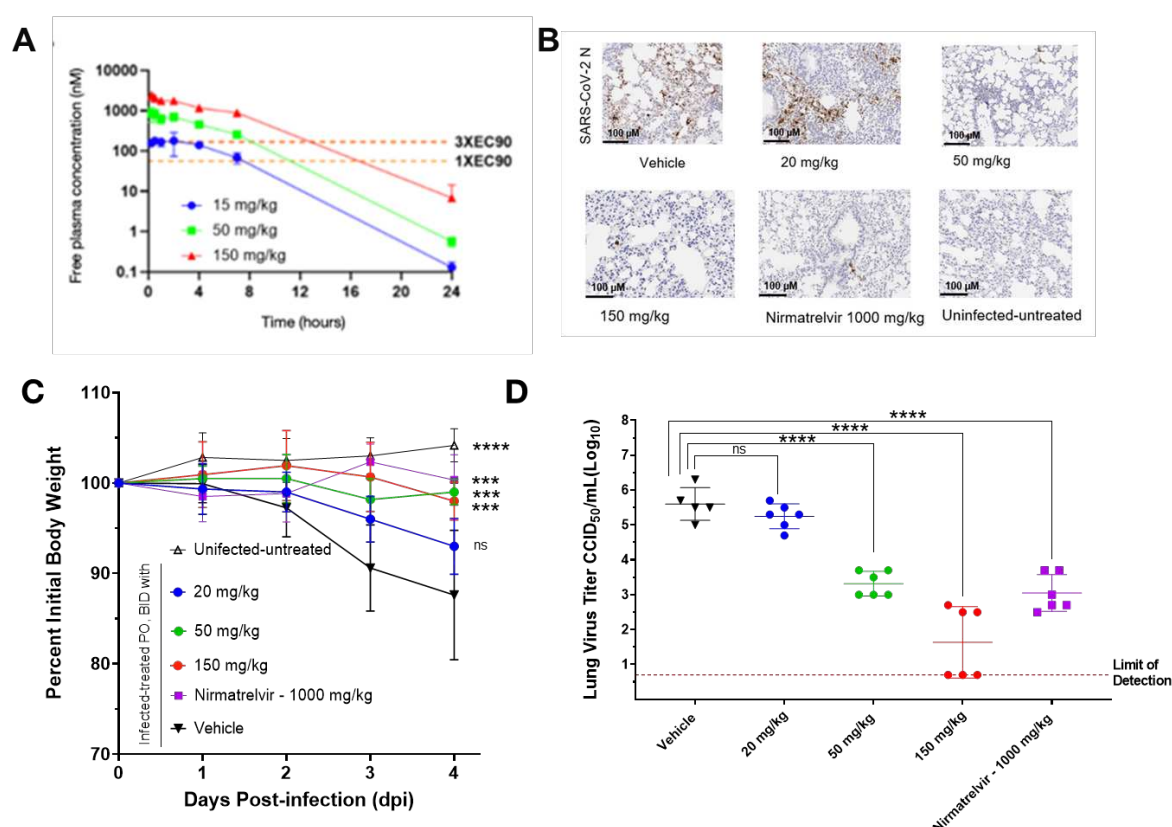 A
Free plasma concentration (nM)
10000
1000
100
10
1
0.1
3XEC90
1XEC90
15 mg/kg
50 mg/kg
150 mg/kg
0 4 8 12 16 20 24
Time (hours)
B
SARS-CoV-2 N
100 µM
100 µM
100 µM
Vehicle
20 mg/kg
50 mg/kg
100 µM
100 µM
100 µM
150 mg/kg
Nirmatrelvir 1000 mg/kg
Uninfected-untreated
C
Percent Initial Body Weight
110
100
90
80
70
****
***
***
***
ns
Unifected-untreated
Infected-treated PO, BID with
20 mg/kg
50 mg/kg
150 mg/kg
Nirmatrelvir - 1000 mg/kg
Vehicle
0 1 2 3 4
Days Post-infection (dpi)
D
Lung Virus Titer CCID50/mL(Log10)
8
7
6
5
4
3
2
1
****
****
****
ns
Limit of
Detection
Vehicle
20 mg/kg
50 mg/kg
150 mg/kg
Nirmatrelvir - 1000 mg/kg